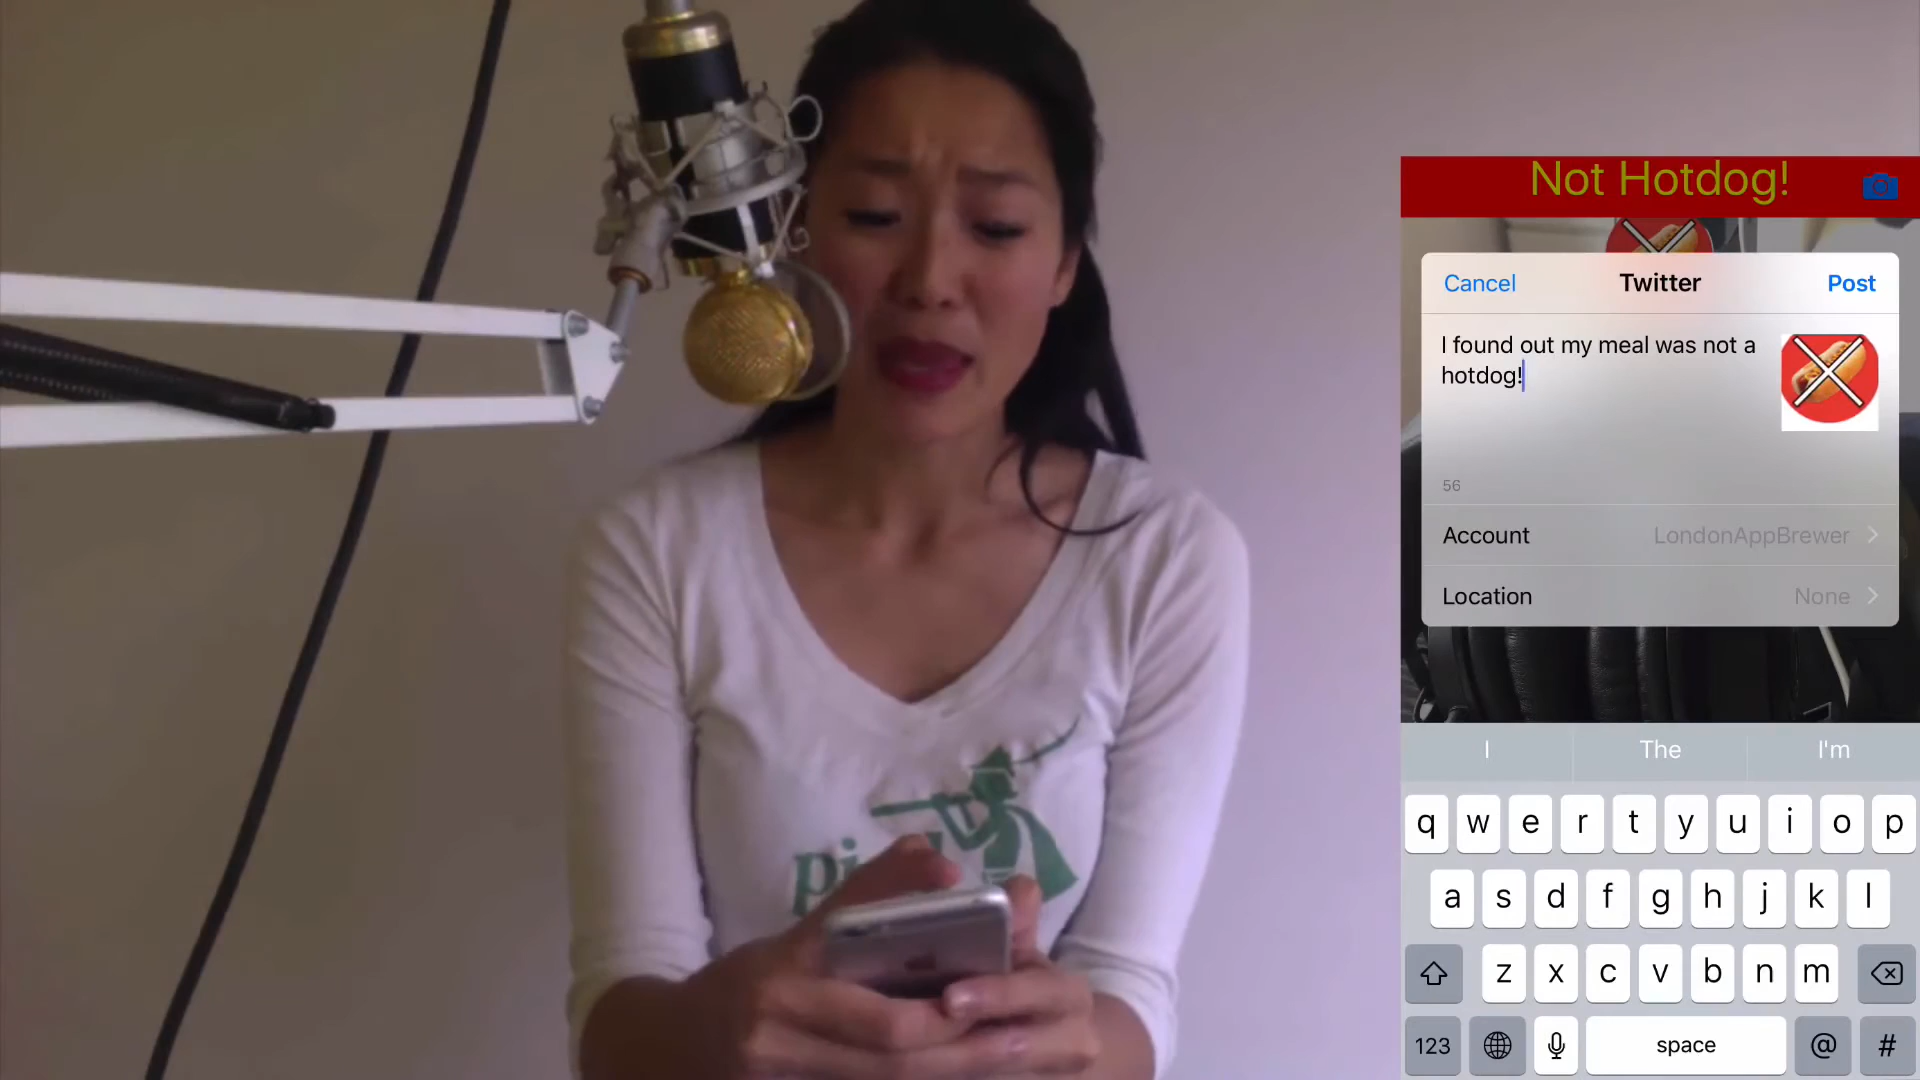 Not Hotdog!
Cancel Twitter Post
I found out my meal was not a
hotdog!
56
Account LondonAppBrewer
Location None
I The I'm
q w e r t y u i o p
a s d f g h j k l
z x c v b n m
123 space @ #